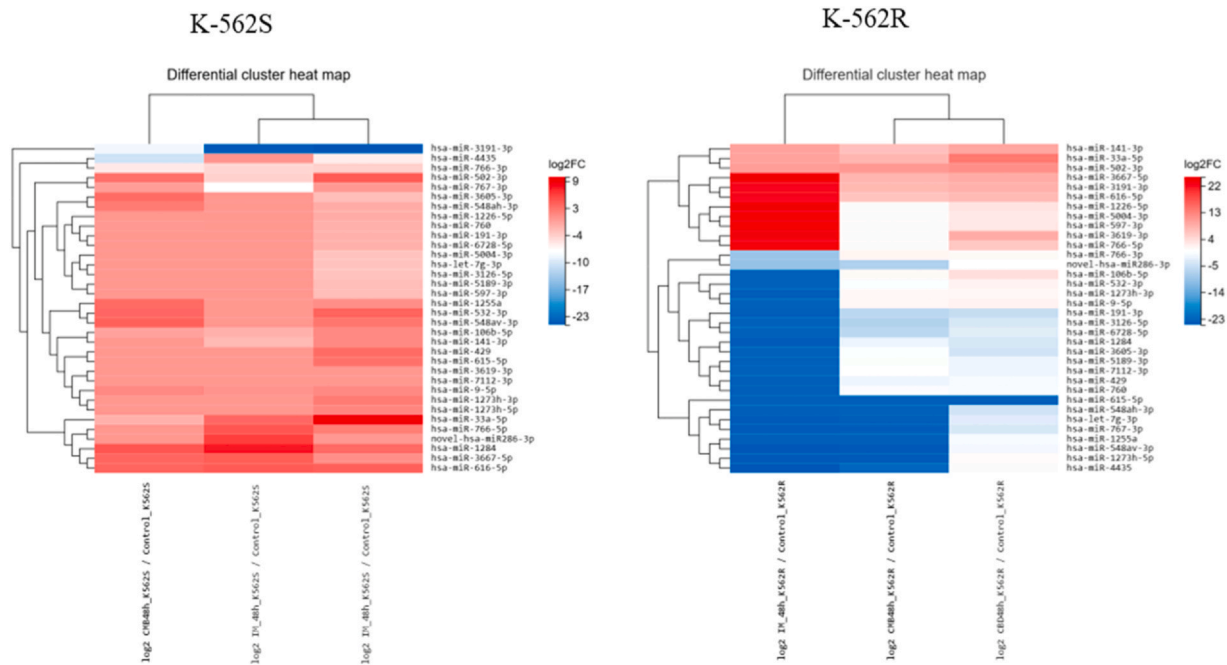 K-562S
Differential cluster heat map
hsa-miR-3191-3p
hsa-miR-4435
hsa-miR-766-3p
hsa-miR-502-3p
hsa-miR-767-3p
hsa-miR-3605-3p
hsa-miR-548ah-3p
hsa-miR-1226-5p
hsa-miR-760
hsa-miR-191-3p
hsa-miR-6728-5p
hsa-miR-5004-3p
hsa-let-7g-3p
hsa-miR-3126-5p
hsa-miR-5189-3p
hsa-miR-597-3p
hsa-miR-1255a
hsa-miR-532-3p
hsa-miR-548av-3p
hsa-miR-106b-5p
hsa-miR-141-3p
hsa-miR-429
hsa-miR-615-5p
hsa-miR-3619-3p
hsa-miR-7112-3p
hsa-miR-9-5p
hsa-miR-1273h-3p
hsa-miR-1273h-5p
hsa-miR-33a-5p
hsa-miR-766-5p
novel-hsa-miR286-3p
hsa-miR-1284
hsa-miR-3667-5p
hsa-miR-616-5p
log2FC
9
3
-4
-10
-17
-23
log2 CMB48h_K562S / Control_K562S
log2 IM_48h_K562S / Control_K562S
log2 IM_48h_K562S / Control_K562S
K-562R
Differential cluster heat map
hsa-miR-141-3p
hsa-miR-33a-5p
hsa-miR-502-3p
hsa-miR-3667-5p
hsa-miR-3191-3p
hsa-miR-616-5p
hsa-miR-1226-5p
hsa-miR-5004-3p
hsa-miR-597-3p
hsa-miR-3619-3p
hsa-miR-766-5p
hsa-miR-766-3p
novel-hsa-miR286-3p
hsa-miR-106b-5p
hsa-miR-532-3p
hsa-miR-1273h-3p
hsa-miR-9-5p
hsa-miR-191-3p
hsa-miR-3126-5p
hsa-miR-6728-5p
hsa-miR-1284
hsa-miR-3605-3p
hsa-miR-5189-3p
hsa-miR-7112-3p
hsa-miR-429
hsa-miR-760
hsa-miR-615-5p
hsa-miR-548ah-3p
hsa-let-7g-3p
hsa-miR-767-3p
hsa-miR-1255a
hsa-miR-548av-3p
hsa-miR-1273h-5p
hsa-miR-4435
log2FC
22
13
4
-5
-14
-23
log2 IM_48h_K562R / Control_K562R
log2 CMB48h_K562R / Control_K562R
log2 CBD48h_K562R / Control_K562R